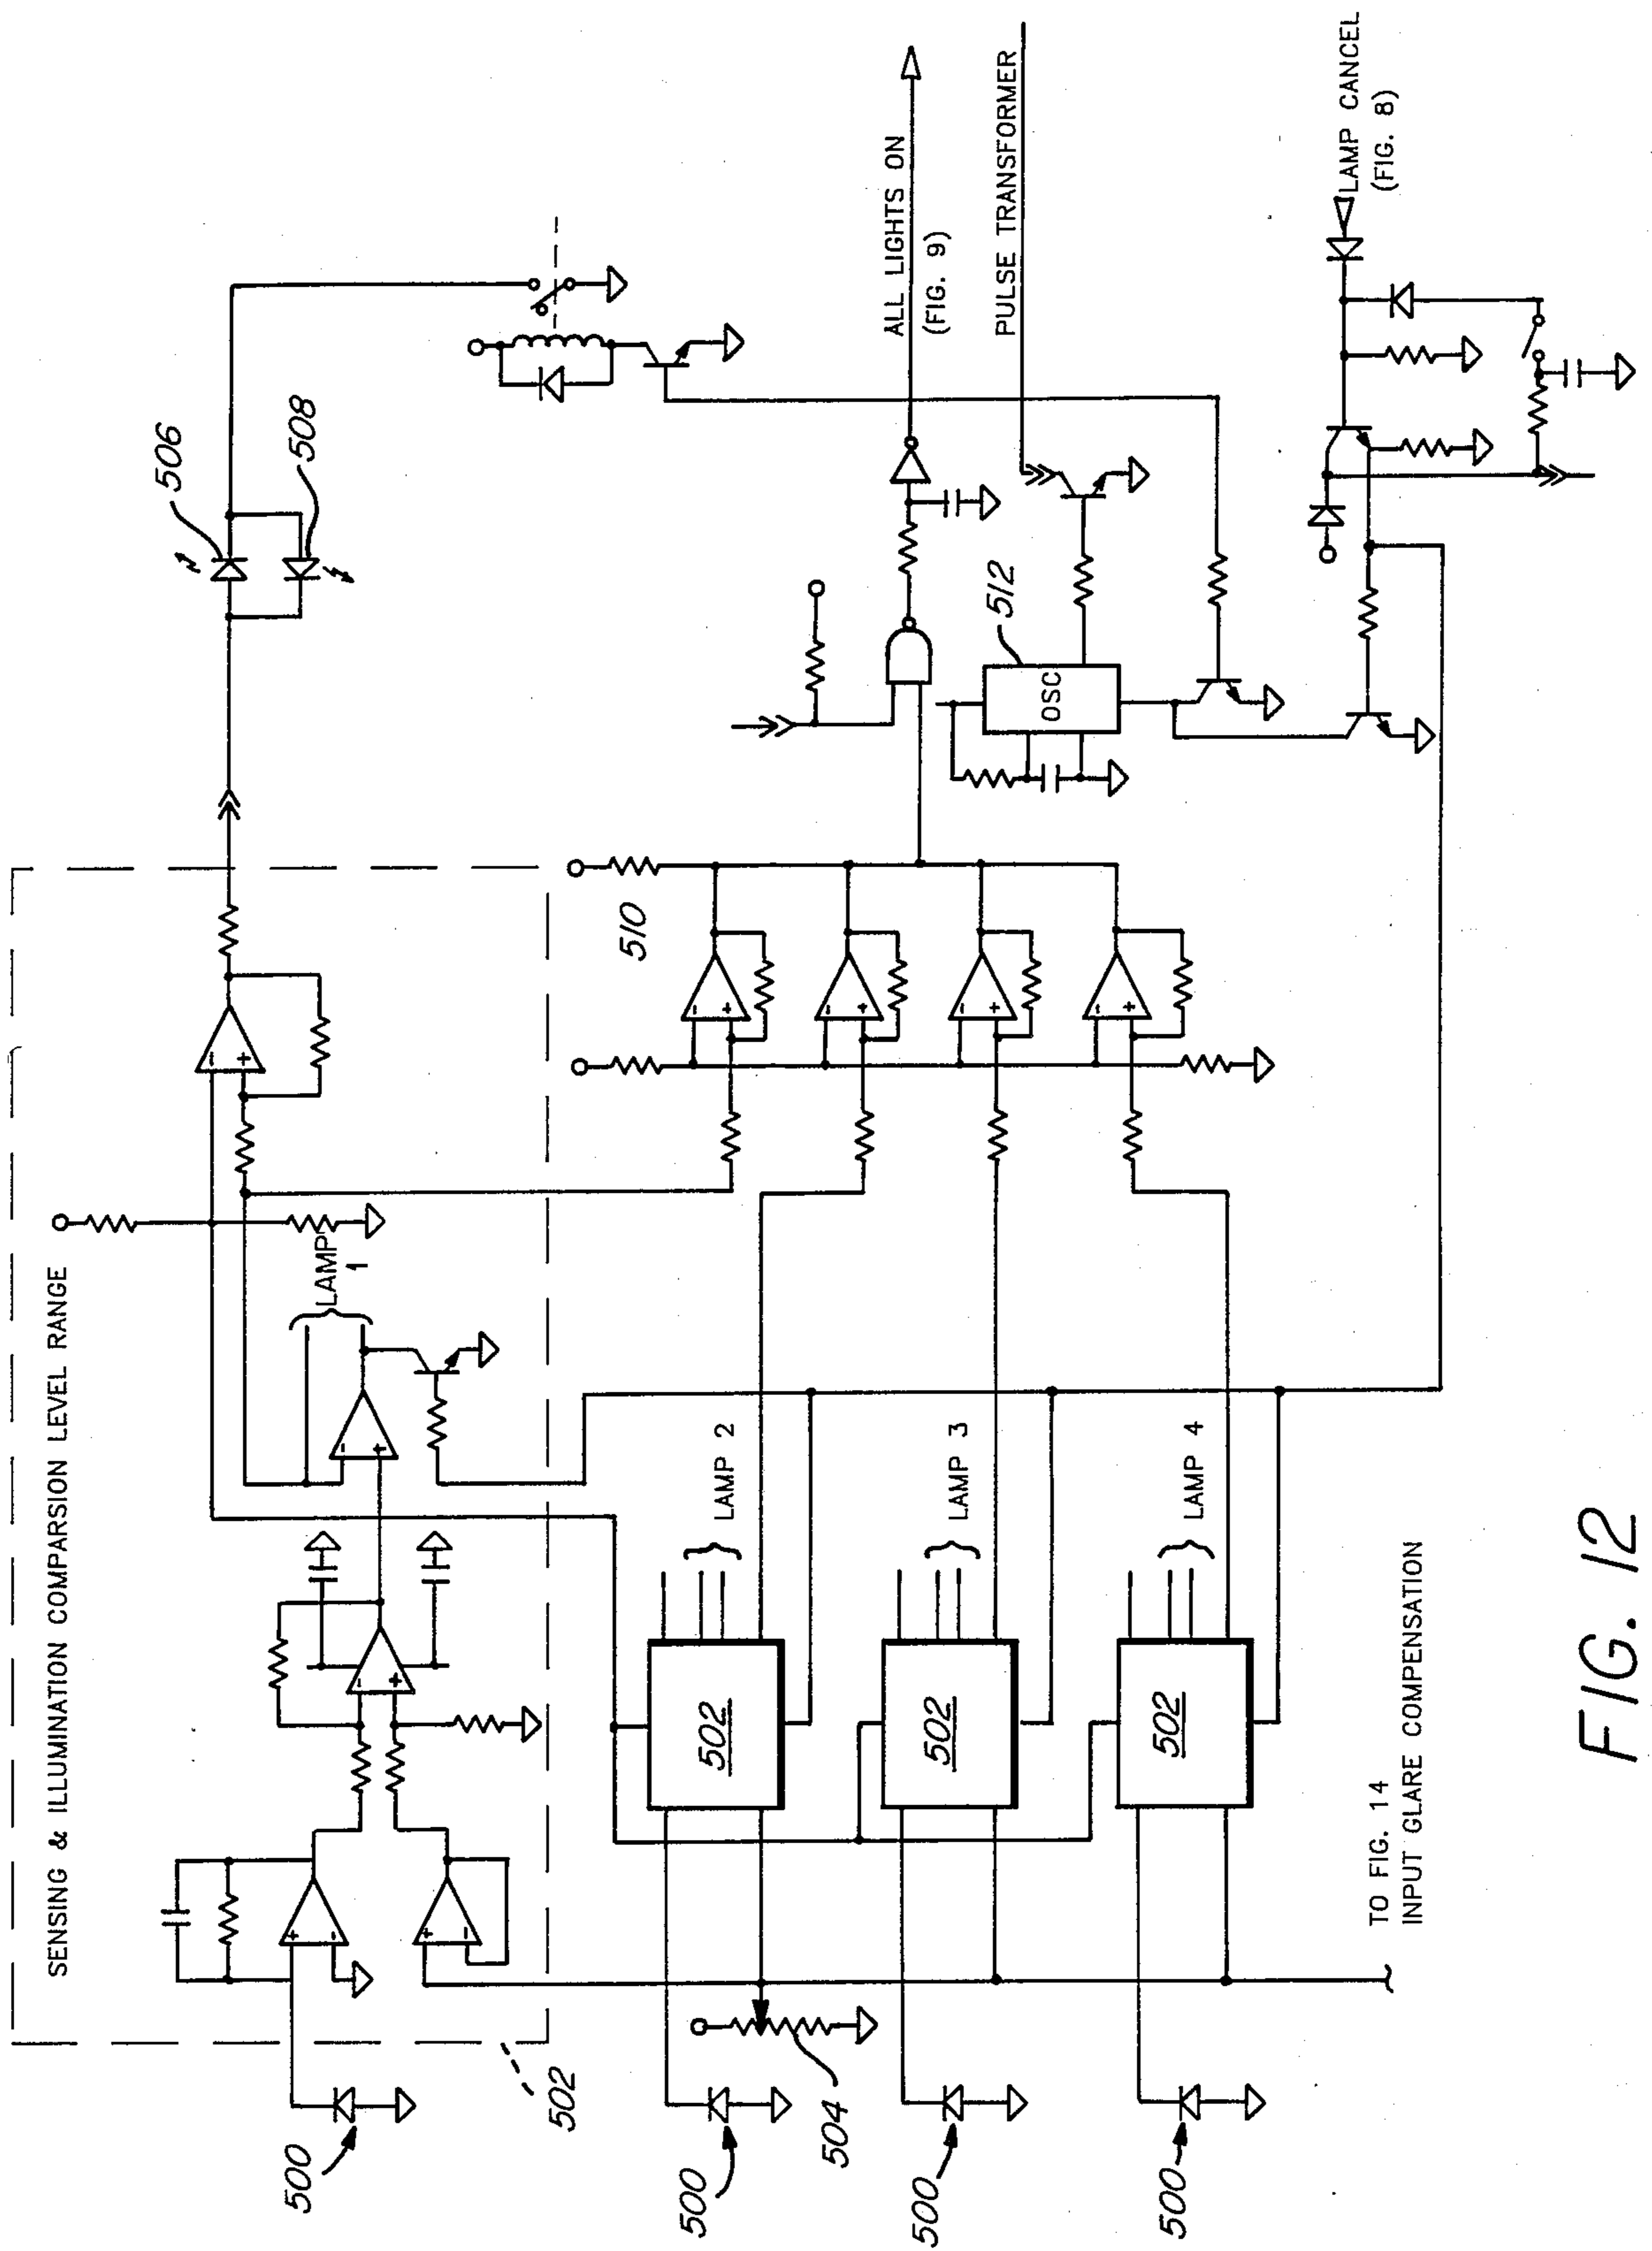 SENSING & ILLUMINATION COMPARSION LEVEL RANGE
506
508
LAMP
1
510
ALL LIGHTS ON
(FIG. 9)
PULSE TRANSFORMER
512
OSC
LAMP CANCEL
(FIG. 8)
LAMP 2
LAMP 3
LAMP 4
502
502
502
502
500
500
500
500
504
TO FIG. 14
INPUT GLARE COMPENSATION
FIG. 12